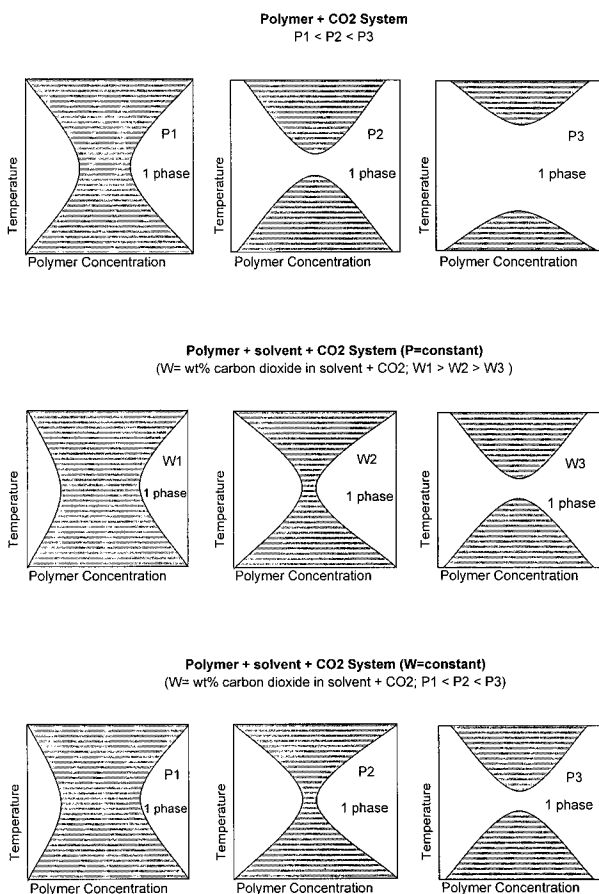 Polymer + CO2 System
P1 < P2 < P3
P1
1 phase
Temperature
Polymer Concentration
P2
1 phase
Temperature
Polymer Concentration
P3
1 phase
Temperature
Polymer Concentration
Polymer + solvent + CO2 System (P=constant)
(W= wt% carbon dioxide in solvent + CO2; W1 > W2 > W3 )
W1
1 phase
Temperature
Polymer Concentration
W2
1 phase
Temperature
Polymer Concentration
W3
1 phase
Temperature
Polymer Concentration
Polymer + solvent + CO2 System (W=constant)
(W= wt% carbon dioxide in solvent + CO2; P1 < P2 < P3)
P1
1 phase
Temperature
Polymer Concentration
P2
1 phase
Temperature
Polymer Concentration
P3
1 phase
Temperature
Polymer Concentration